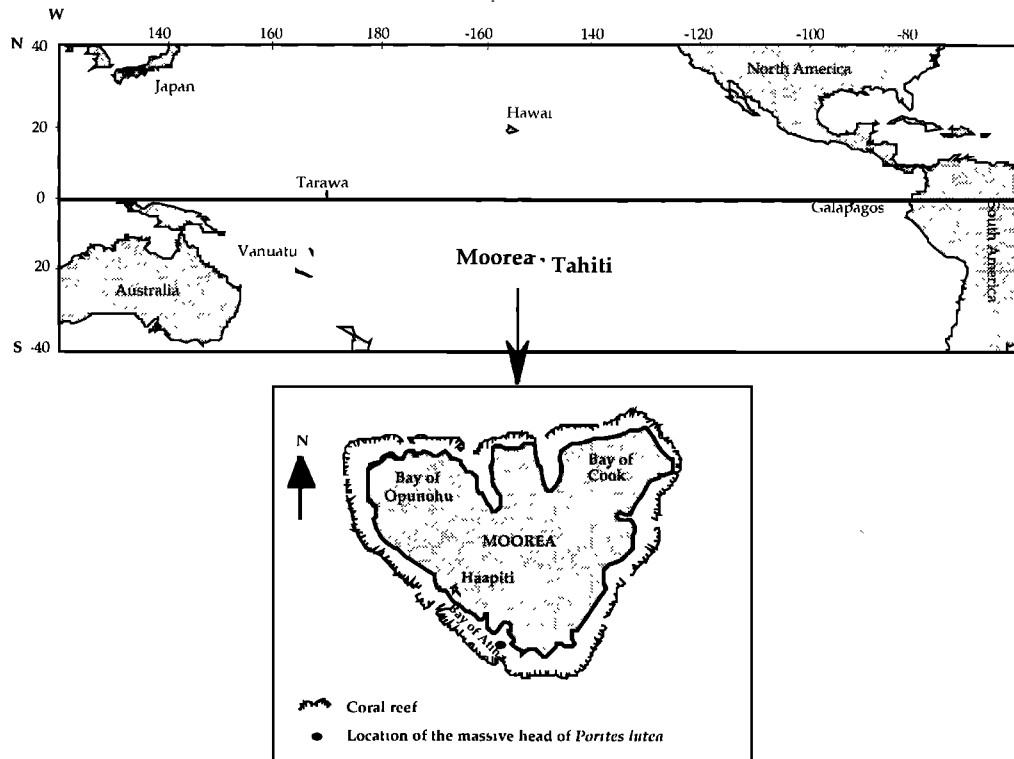 W
140 160 180 -160 140 -120 -100 -80
N 40
North America
Japan
Hawai
20
Tarawa
0
Galapagos
South America
Vanuatu
Moorea Tahiti
20
Australia
S -40
N
Bay of
Opunohu
Bay of
Cook
MOOREA
Haapiti
Bay of
Coral reef
Location of the massive head of Porites lutea